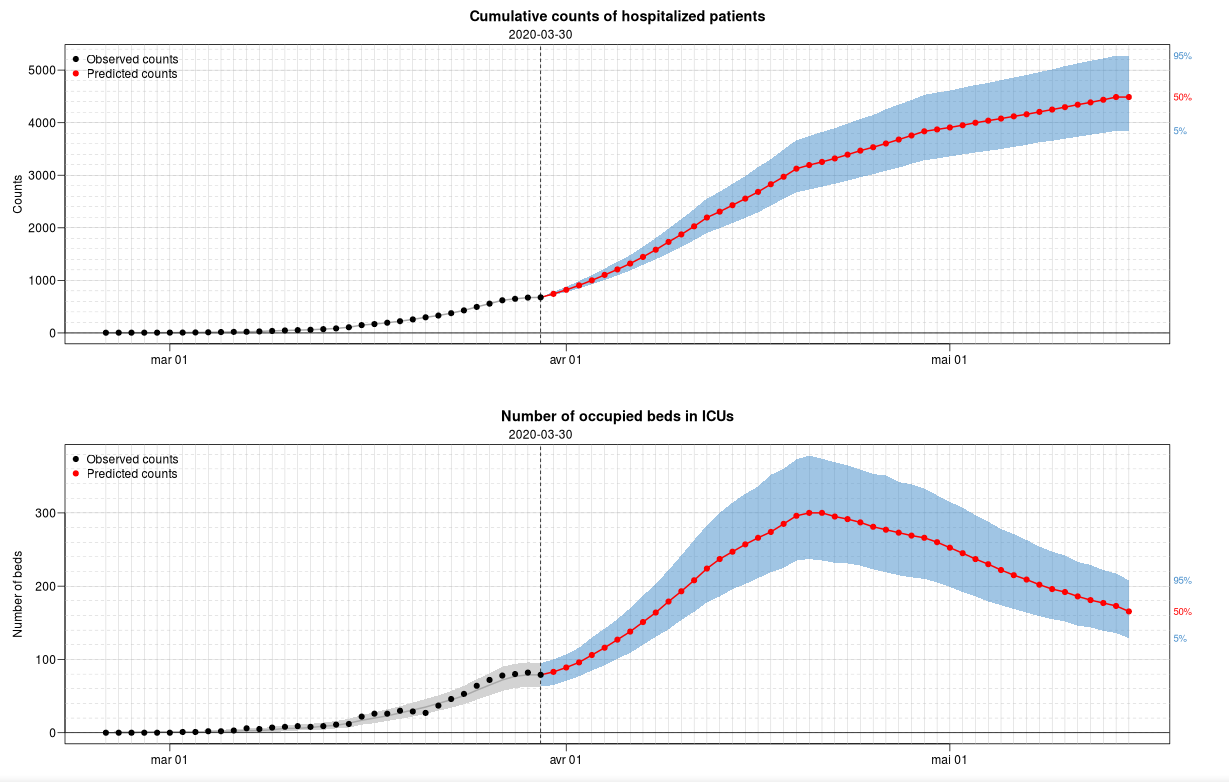 Cumulative counts of hospitalized patients
2020-03-30
Observed counts
Predicted counts
95%
50%
5%
5000
4000
3000
2000
1000
0
Counts
mar 01
avr 01
mai 01
Number of occupied beds in ICUs
2020-03-30
Observed counts
Predicted counts
300
200
100
0
Number of beds
95%
50%
5%
mar 01
avr 01
mai 01